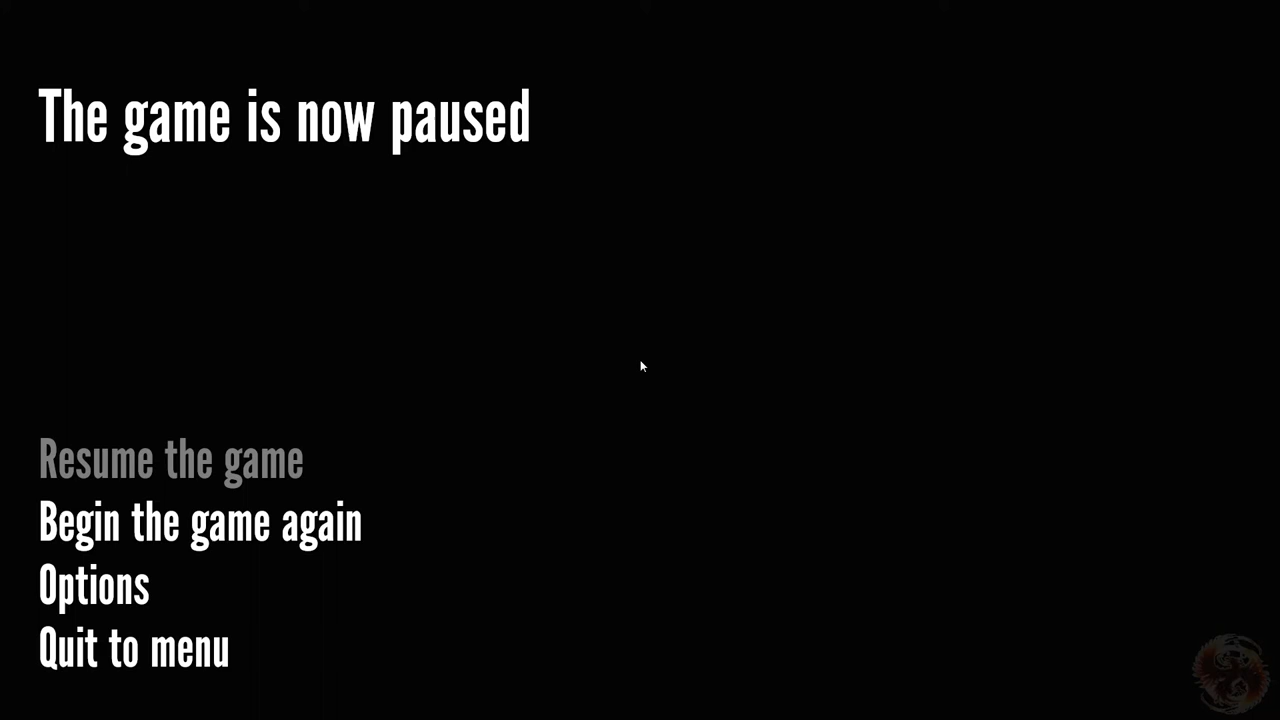 The game is now paused
Resume the game
Begin the game again
Options
Quit to menu